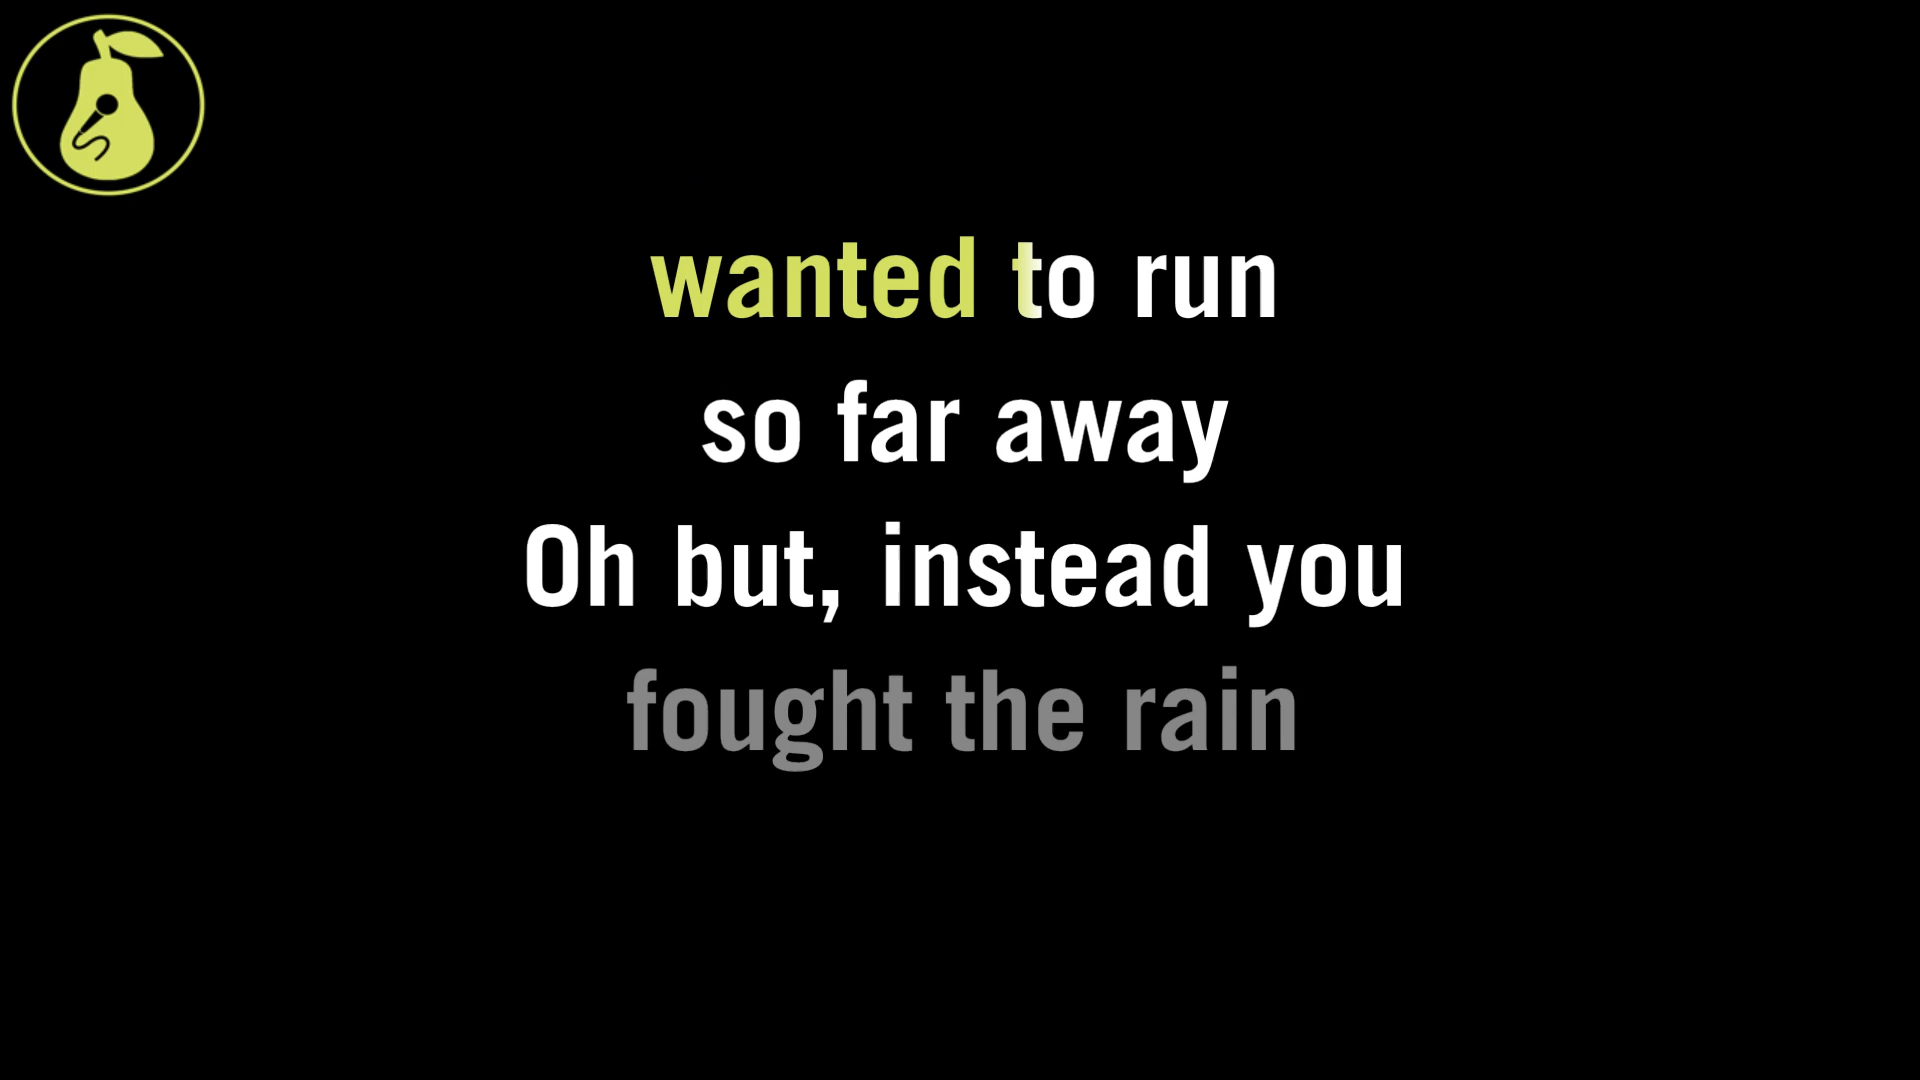 wanted to run
so far away
Oh but, instead you
fought the rain